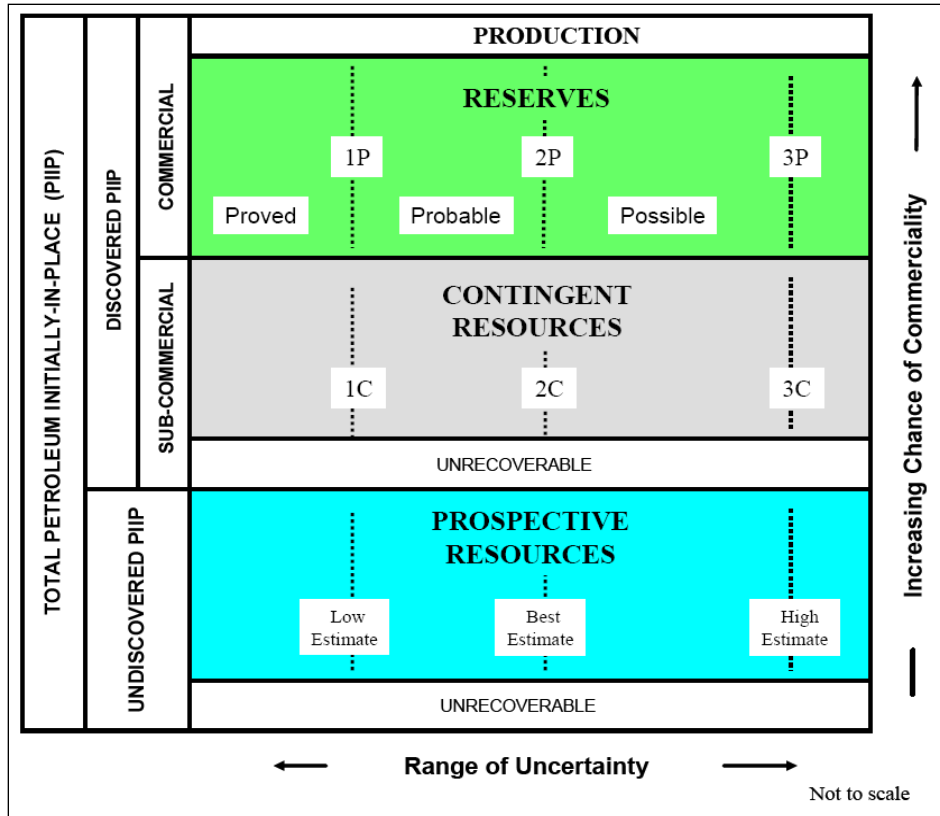 TOTAL PETROLEUM INITIALLY-IN-PLACE (PIIP)
DISCOVERED PIIP
COMMERCIAL
PRODUCTION
RESERVES
1P
2P
3P
Proved
Probable
Possible
SUB-COMMERCIAL
CONTINGENT
RESOURCES
1C
2C
3C
UNRECOVERABLE
UNDISCOVERED PIIP
PROSPECTIVE
RESOURCES
Low
Estimate
Best
Estimate
High
Estimate
UNRECOVERABLE
Increasing Chance of Commerciality
Range of Uncertainty
Not to scale